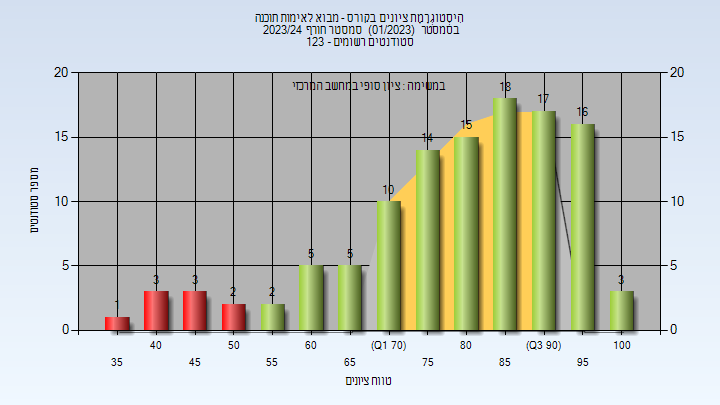 היסטוגרמת ציונים בקורס - מבוא לאימות תוכנה
בסמסטר (01/2023) סמסטר חורף 2023/24
סטודנטים רשומים - 123
במשימה : ציון סופי במחשב המרכזי
20 20
15 15
10 10
5 5
0 0
מספר סטודנטים
1 3 3 2 2 5 5 10 14 15 18 17 16 3
40 50 60 (Q1 70) 80 (Q3 90) 100
35 45 55 65 75 85 95
טווח ציונים